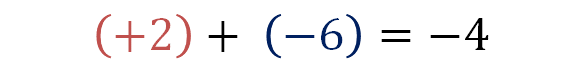 (+2) + (−6) = −4